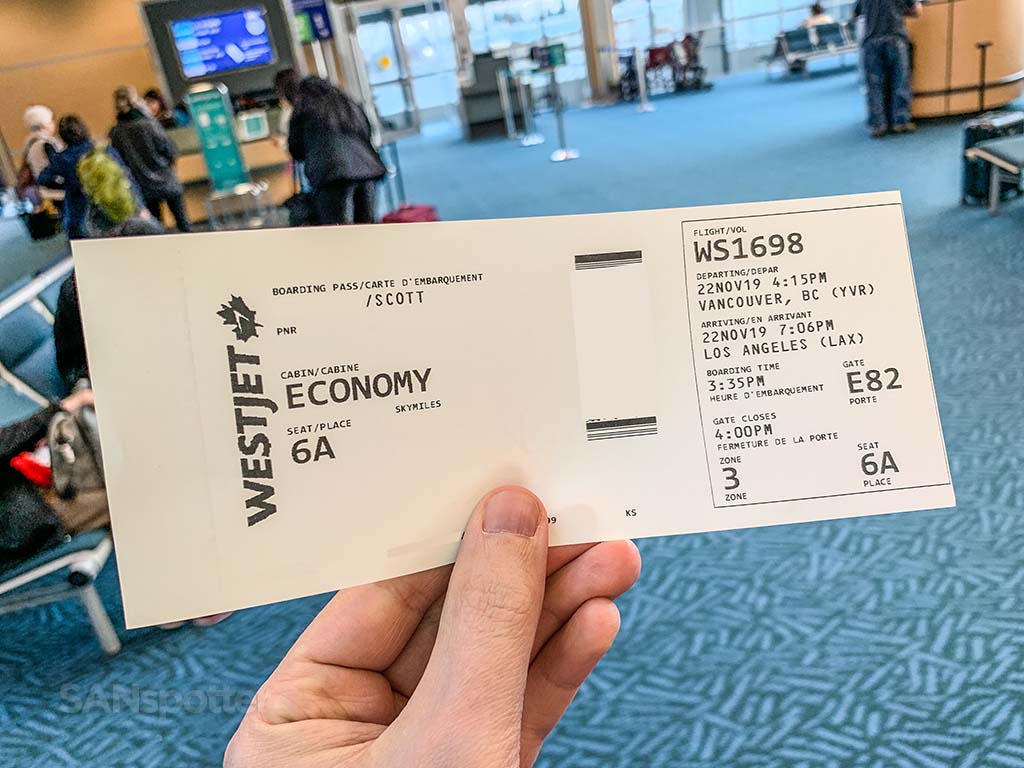 BOARDING PASS/CARTE D'EMBARQUEMENT
/SCOTT
PNR
CABIN/CABINE
ECONOMY
SKYMILES
SEAT/PLACE
6A
WESTJET
99
KS
FLIGHT/VOL
WS1698
DEPARTING/DEPAR
22NOV19 4:15PM
VANCOUVER, BC (YVR)
ARRIVING/EN ARRIVANT
22NOV19 7:06PM
LOS ANGELES (LAX)
BOARDING TIME
3:35PM
HEURE D'EMBARQUEMENT
GATE
E82
PORTE
GATE CLOSES
4:00PM
FERMETURE DE LA PORTE
ZONE
3
ZONE
SEAT
6A
PLACE
SANspotter